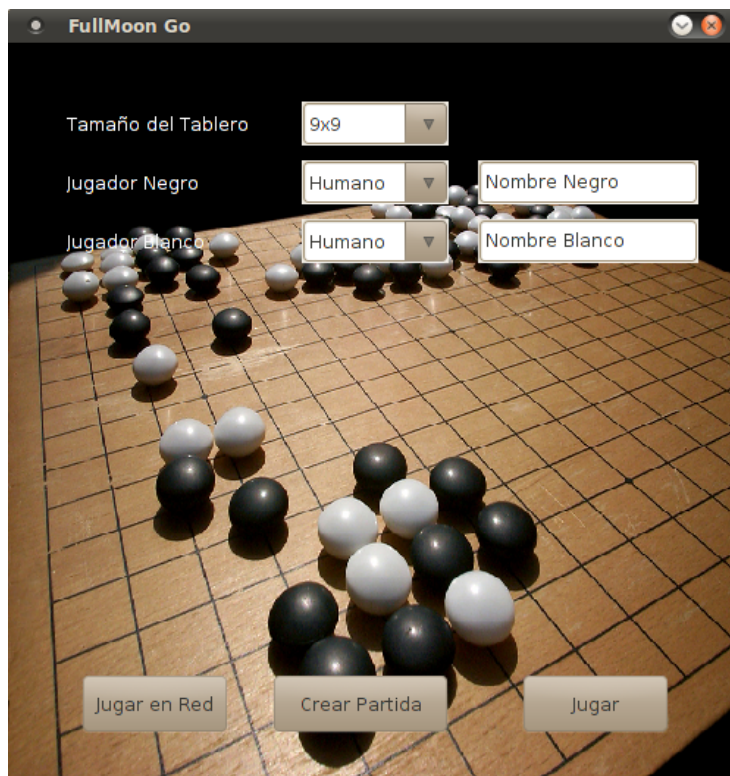 FullMoon Go
Tamaño del Tablero 9x9
Jugador Negro Humano Nombre Negro
Jugador Blanco Humano Nombre Blanco
Jugar en Red Crear Partida Jugar